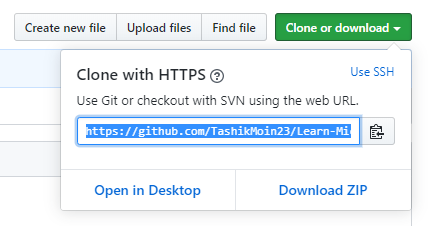 Create new file Upload files Find file Clone or download
Clone with HTTPS Use SSH
Use Git or checkout with SVN using the web URL.
https://github.com/TashikMoin23/Learn-Mi
Open in Desktop Download ZIP